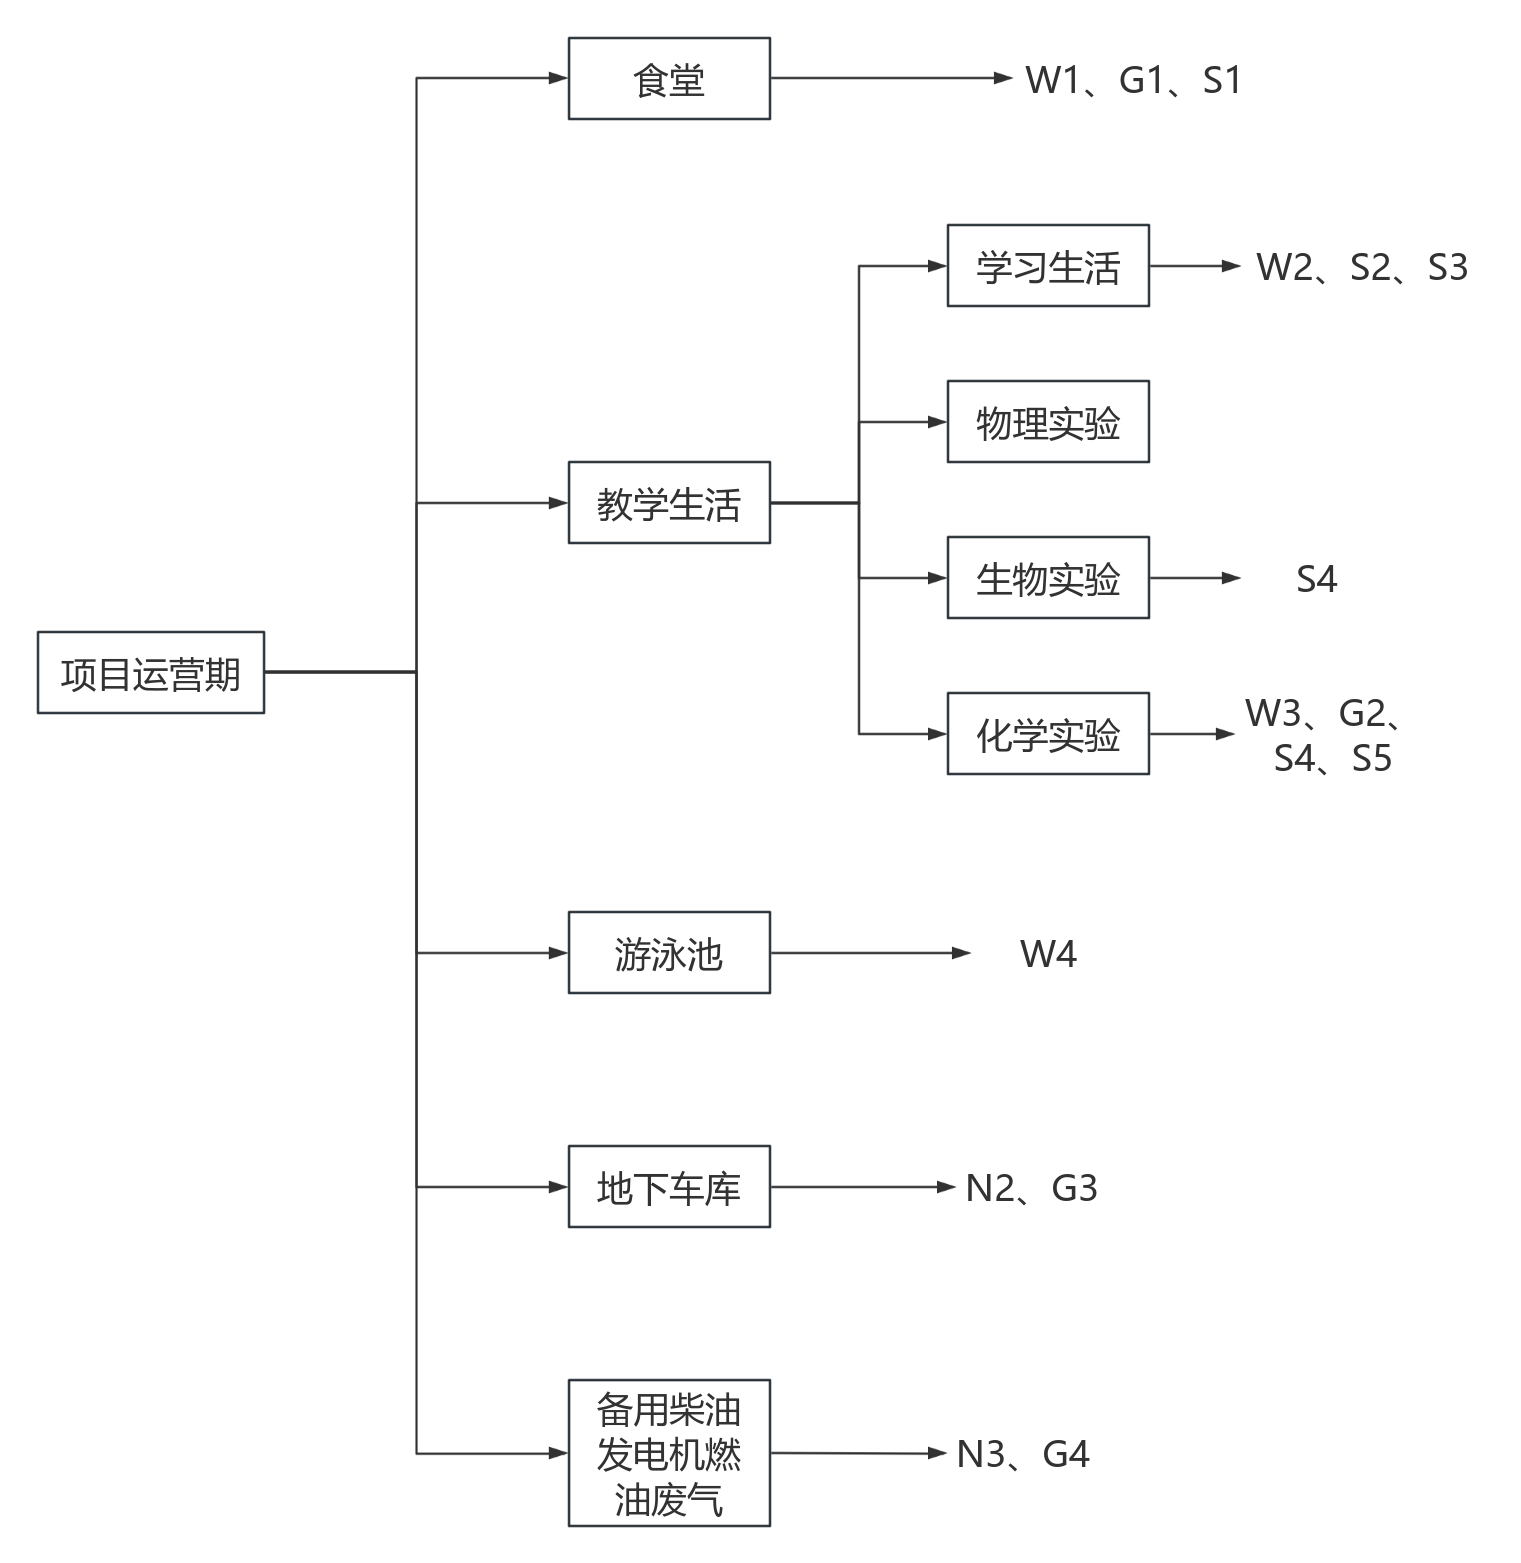 食堂
W1、G1、S1
学习生活
W2、S2、S3
物理实验
教学生活
生物实验
S4
项目运营期
化学实验
W3、G2、
S4、S5
游泳池
W4
地下车库
N2、G3
备用柴油
发电机燃
油废气
N3、G4